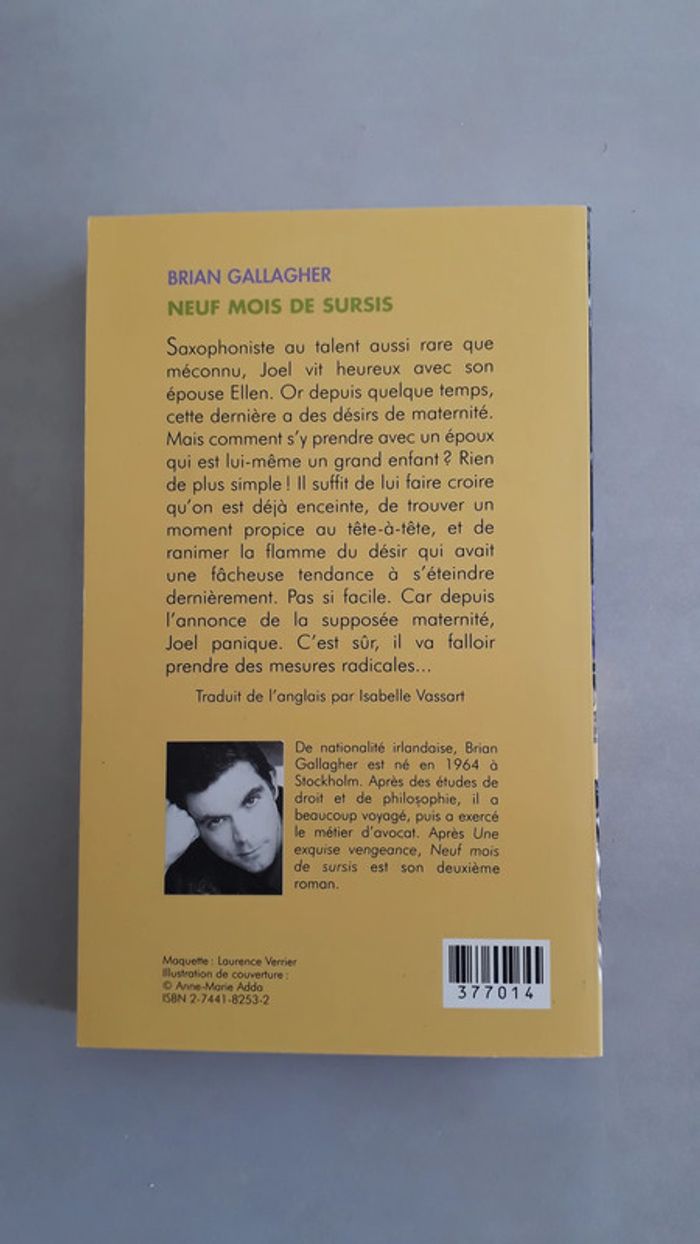 BRIAN GALLAGHER
NEUF MOIS DE SURSIS
Saxophoniste au talent aussi rare que
méconnu, Joel vit heureux avec son
épouse Ellen. Or depuis quelque temps,
cette dernière a des désirs de maternité.
Mais comment s'y prendre avec un époux
qui est lui-même un grand enfant ? Rien
de plus simple ! Il suffit de lui faire croire
qu'on est déjà enceinte, de trouver un
moment propice au tête-à-tête, et de
ranimer la flamme du désir qui avait
une fâcheuse tendance à s'éteindre
dernièrement. Pas si facile. Car depuis
l'annonce de la supposée maternité,
Joel panique. C'est sûr, il va falloir
prendre des mesures radicales...
Traduit de l'anglais par Isabelle Vassart
De nationalité irlandaise, Brian
Gallagher est né en 1964 à
Stockholm. Après des études de
droit et de philosophie, il a
beaucoup voyagé, puis a exercé
le métier d'avocat. Après Une
exquise vengeance, Neuf mois
de sursis est son deuxième
roman.
Maquette : Laurence Verrier
Illustration de couverture :
© Anne-Marie Adda
ISBN 2-7441-8253-2
377014